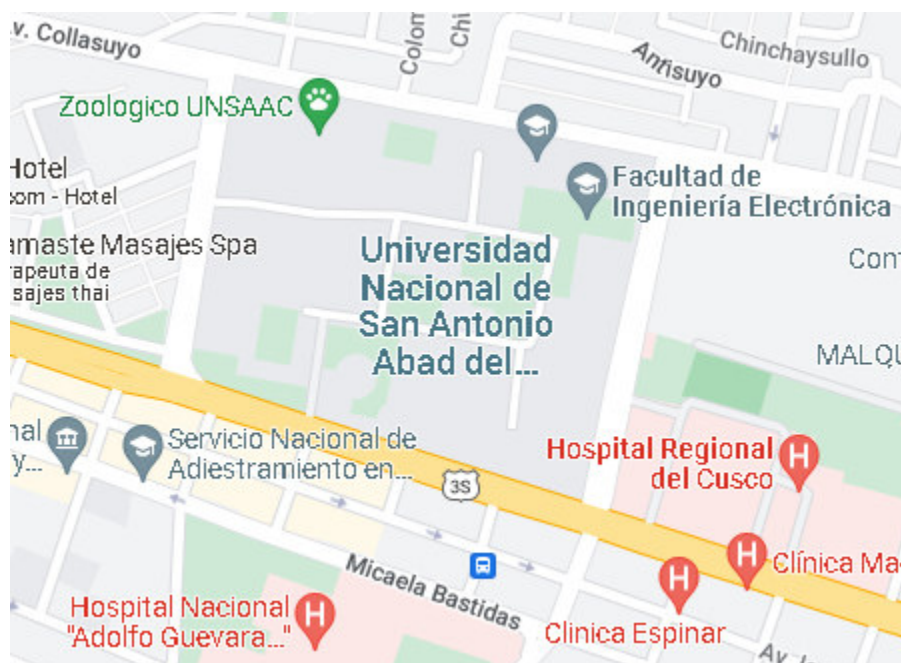 v. Collasuyo
Colom
Chi
Antisuyo
Chinchaysullo
Zoologico UNSAAC
Hotel
om - Hotel
Facultad de
Ingeniería Electrónica
amaste Masajes Spa
rapeuta de
sajes thai
Universidad
Nacional de
San Antonio
Abad del...
Con
MALQU
nal
y...
Servicio Nacional de
Adiestramiento en...
3S
Hospital Regional
del Cusco
H
Micaela Bastidas
H
Clínica Ma
H
Clinica Espinar
Hospital Nacional
"Adolfo Guevara..."
H
Av.